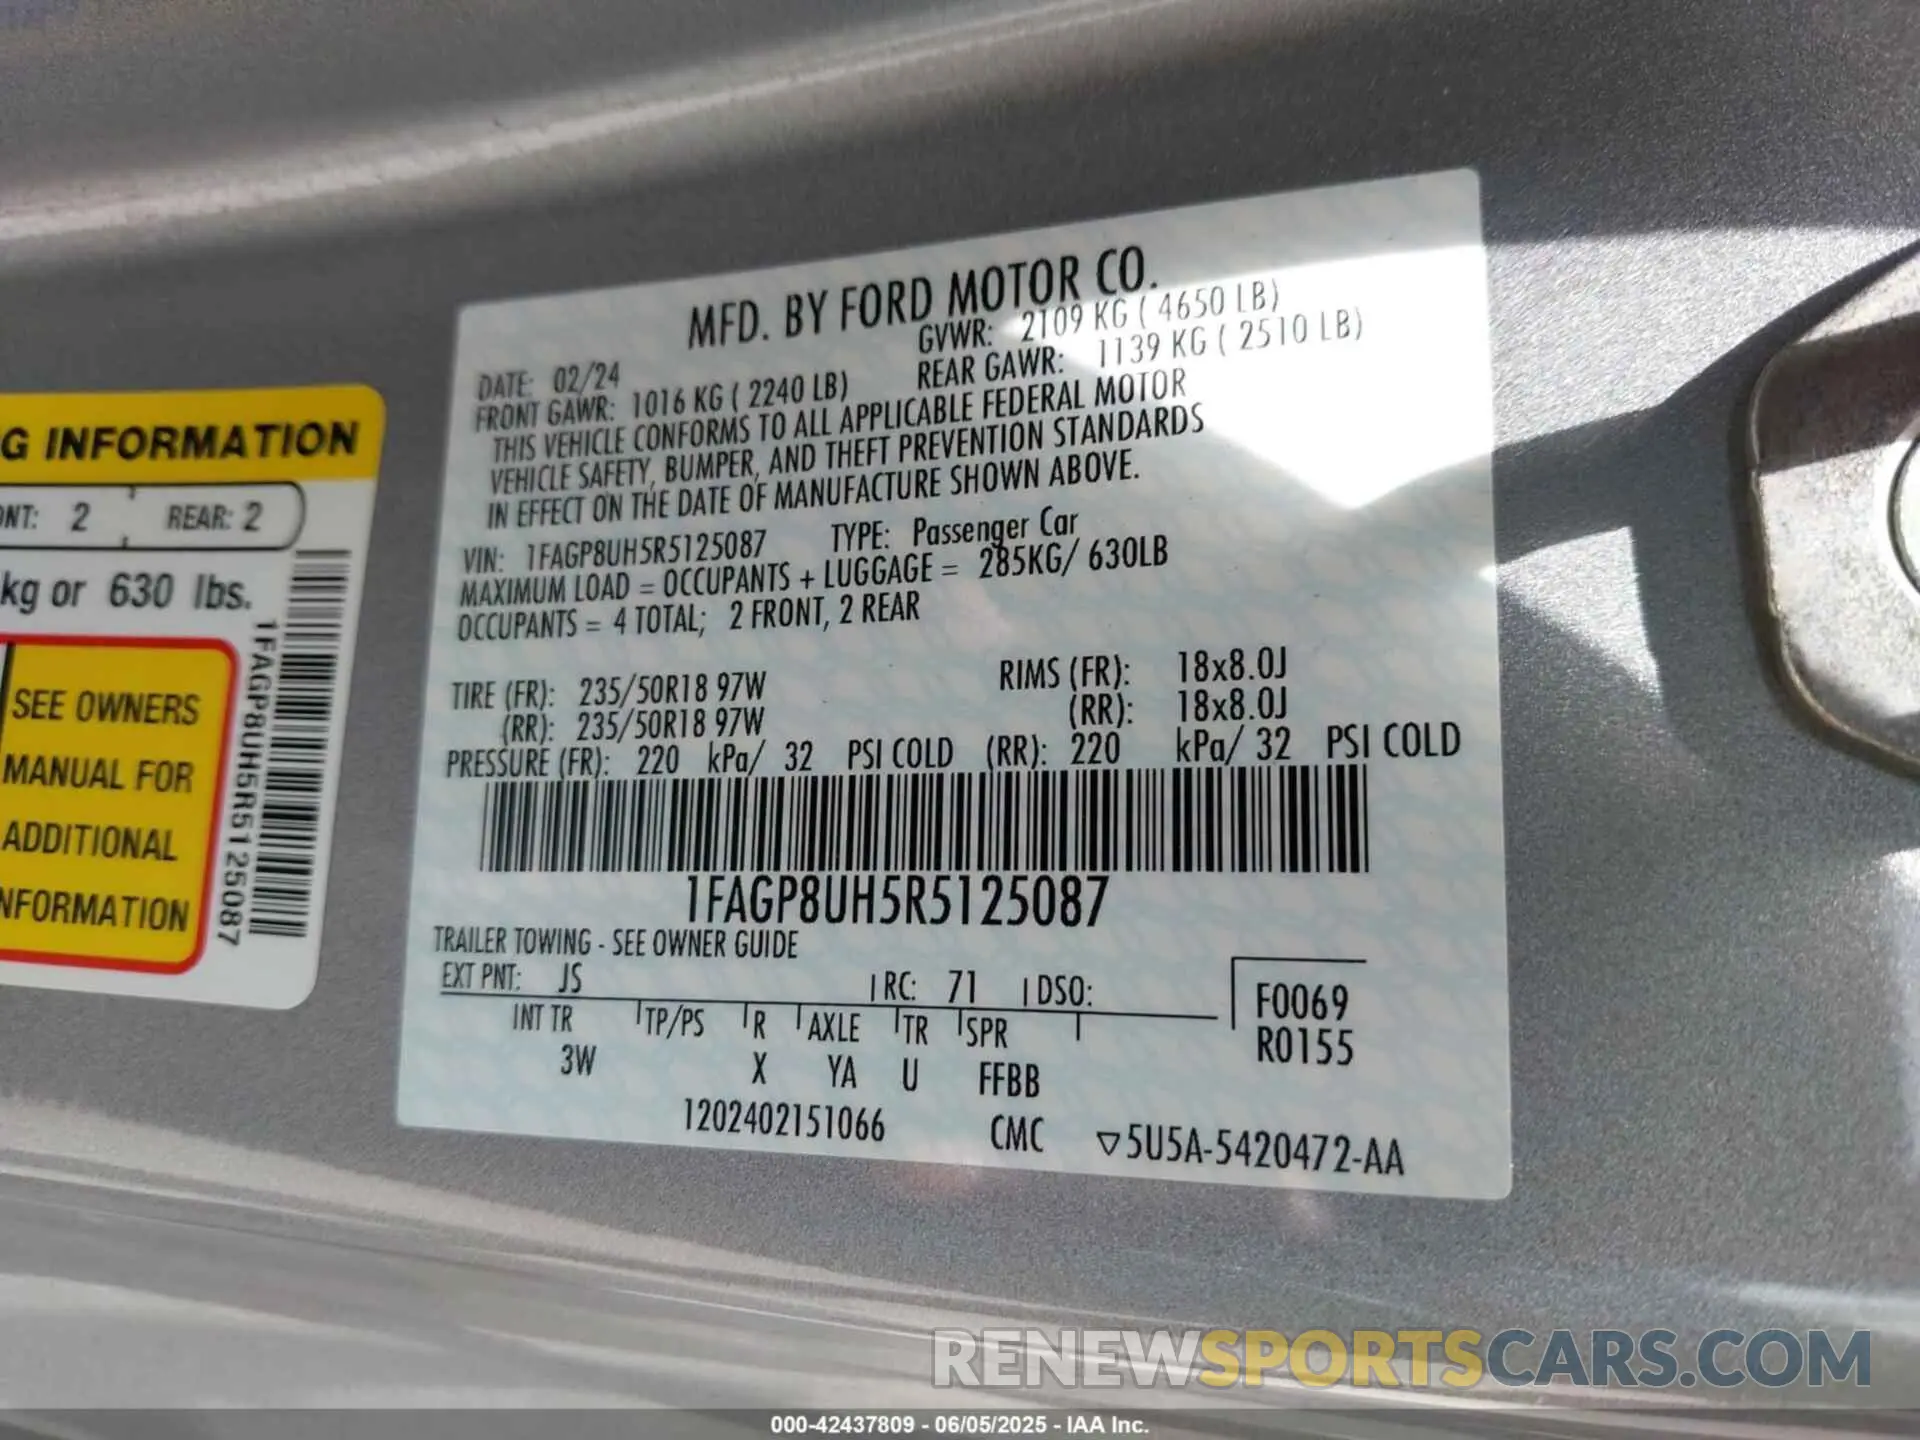 G INFORMATION
NT: 2 REAR: 2
kg or 630 lbs.
1FAGP8UH5R5125087
SEE OWNERS
MANUAL FOR
ADDITIONAL
NFORMATION
MFD. BY FORD MOTOR CO.
DATE: 02/24 GVWR: 2109 KG ( 4650 LB)
FRONT GAWR: 1016 KG ( 2240 LB) REAR GAWR: 1139 KG ( 2510 LB)
THIS VEHICLE CONFORMS TO ALL APPLICABLE FEDERAL MOTOR
VEHICLE SAFETY, BUMPER, AND THEFT PREVENTION STANDARDS
IN EFFECT ON THE DATE OF MANUFACTURE SHOWN ABOVE.
VIN: 1FAGP8UH5R5125087 TYPE: Passenger Car
MAXIMUM LOAD = OCCUPANTS + LUGGAGE = 285KG/ 630LB
OCCUPANTS = 4 TOTAL; 2 FRONT, 2 REAR
TIRE (FR): 235/50R18 97W RIMS (FR): 18x8.0J
(RR): 235/50R18 97W (RR): 18x8.0J
PRESSURE (FR): 220 kPa/ 32 PSI COLD (RR): 220 kPa/ 32 PSI COLD
1FAGP8UH5R5125087
TRAILER TOWING - SEE OWNER GUIDE
EXT PNT: JS RC: 71 DSO:
F0069
R0155
INT TR TP/PS R AXLE TR SPR
3W X YA U FFBB
1202402151066 CMC ▽5U5A-5420472-AA
RENEWSPORTSCARS.COM
000-42437809 - 06/05/2025 - IAA Inc.